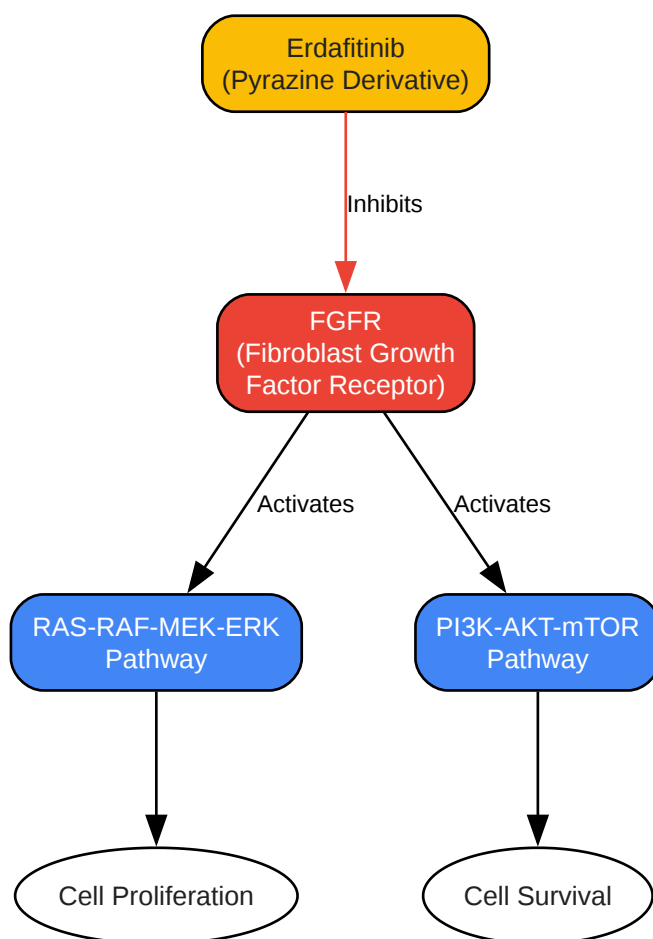 Erdafitinib
(Pyrazine Derivative)
Inhibits
FGFR
(Fibroblast Growth
Factor Receptor)
Activates
Activates
RAS-RAF-MEK-ERK
Pathway
PI3K-AKT-mTOR
Pathway
Cell Proliferation
Cell Survival